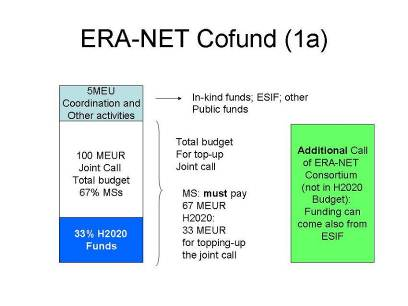 ERA-NET Cofund (1a)
5MEU
Coordination and
Other activities
In-kind funds; ESIF; other
Public funds
100 MEUR
Joint Call
Total budget
67% MSs
33% H2020
Funds
Total budget
For top-up
Joint call
MS: must pay
67 MEUR
H2020:
33 MEUR
for topping-up
the joint call
Additional Call
of ERA-NET
Consortium
(not in H2020
Budget):
Funding can
come also from
ESIF